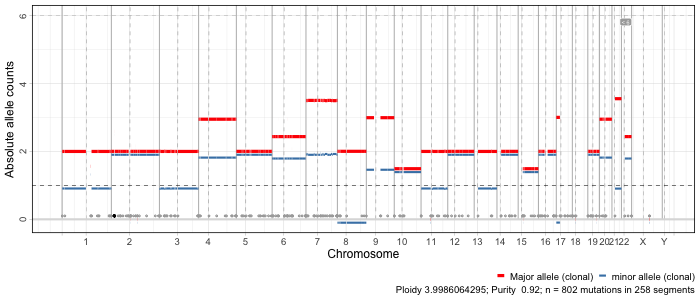 6
4
2
0
Absolute allele counts
1 2 3 4 5 6 7 8 9 10 11 12 13 14 15 16 17 18 19 20 21 22 X Y
Chromosome
Major allele (clonal) minor allele (clonal)
Ploidy 3.9986064295; Purity 0.92; n = 802 mutations in 258 segments